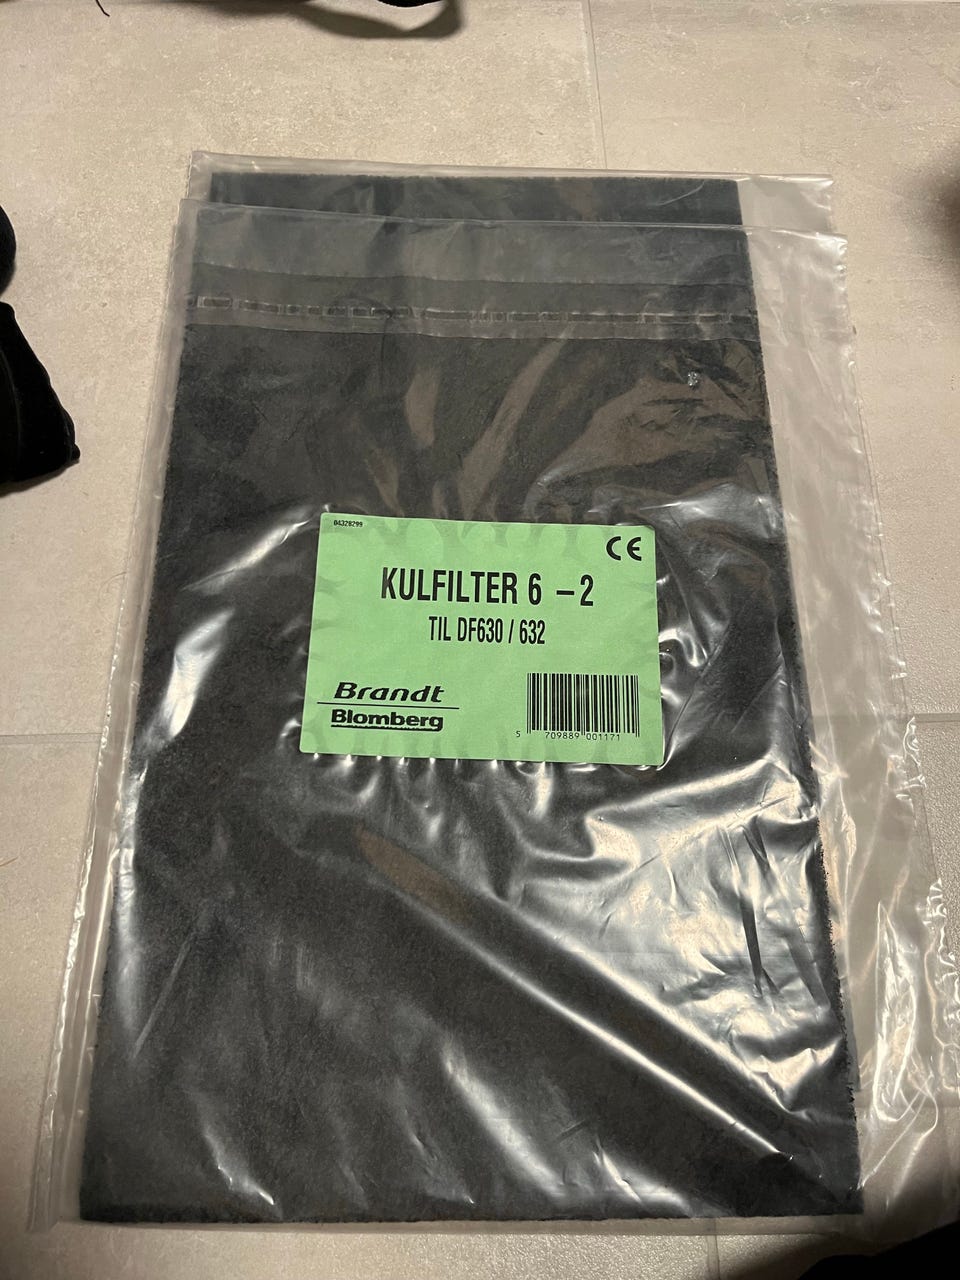 04328299
CE
KULFILTER 6 – 2
TIL DF630 / 632
Brandt
Blomberg
5 709889 001171